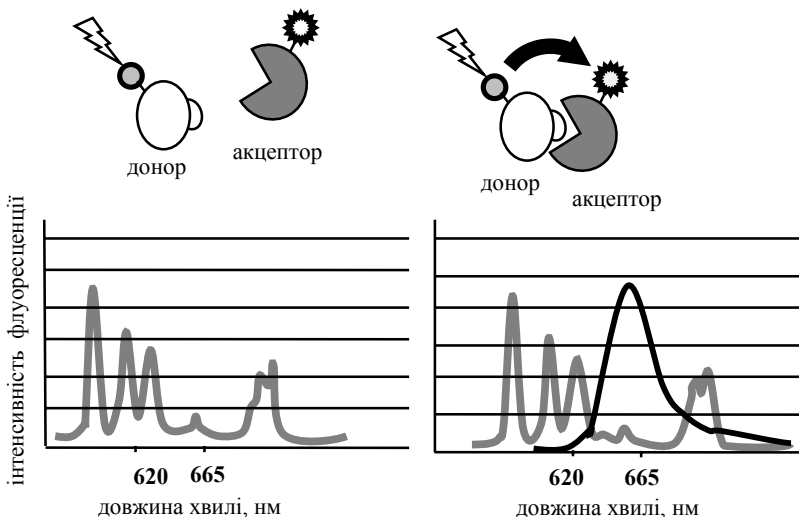 донор
акцептор
донор
акцептор
інтенсивність флуоресценції
620 665
довжина хвилі, нм
620 665
довжина хвилі, нм